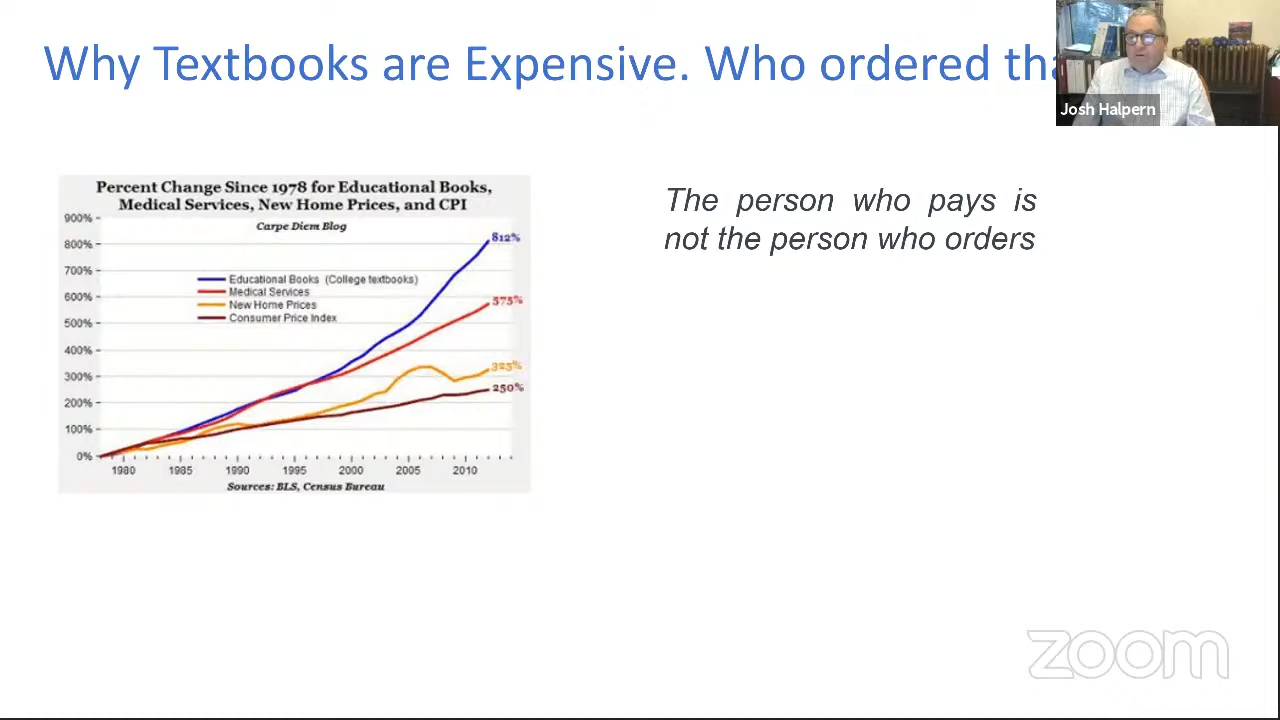 Why Textbooks are Expensive. Who ordered tha
Josh Halpern
Percent Change Since 1978 for Educational Books,
Medical Services, New Home Prices, and CPI
Carpe Diem Blog
900%
800%
700%
600%
500%
400%
300%
200%
100%
0%
Educational Books (College textbooks)
Medical Services
New Home Prices
Consumer Price Index
812%
575%
325%
250%
1980 1985 1990 1995 2000 2005 2010
Sources: BLS, Census Bureau
The person who pays is
not the person who orders
zoom